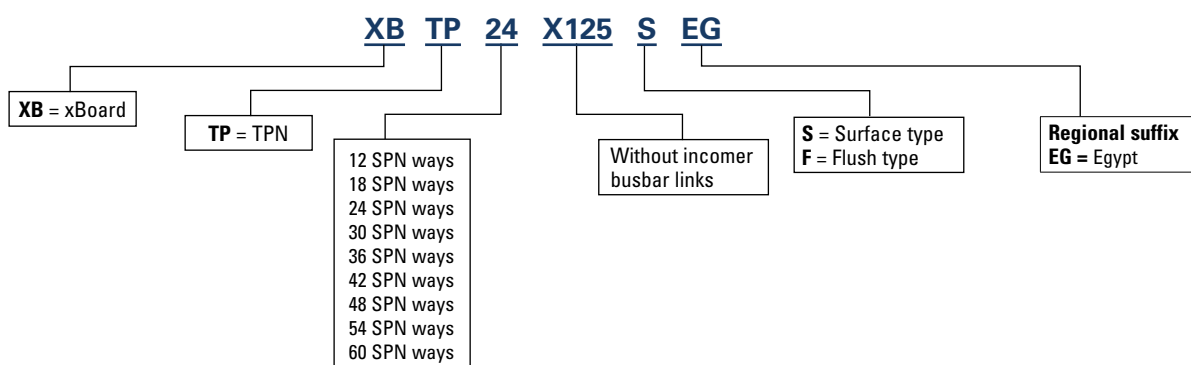 XB TP 24 X125 S EG
XB = xBoard
TP = TPN
12 SPN ways
18 SPN ways
24 SPN ways
30 SPN ways
36 SPN ways
42 SPN ways
48 SPN ways
54 SPN ways
60 SPN ways
Without incomer
busbar links
S = Surface type
F = Flush type
Regional suffix
EG = Egypt